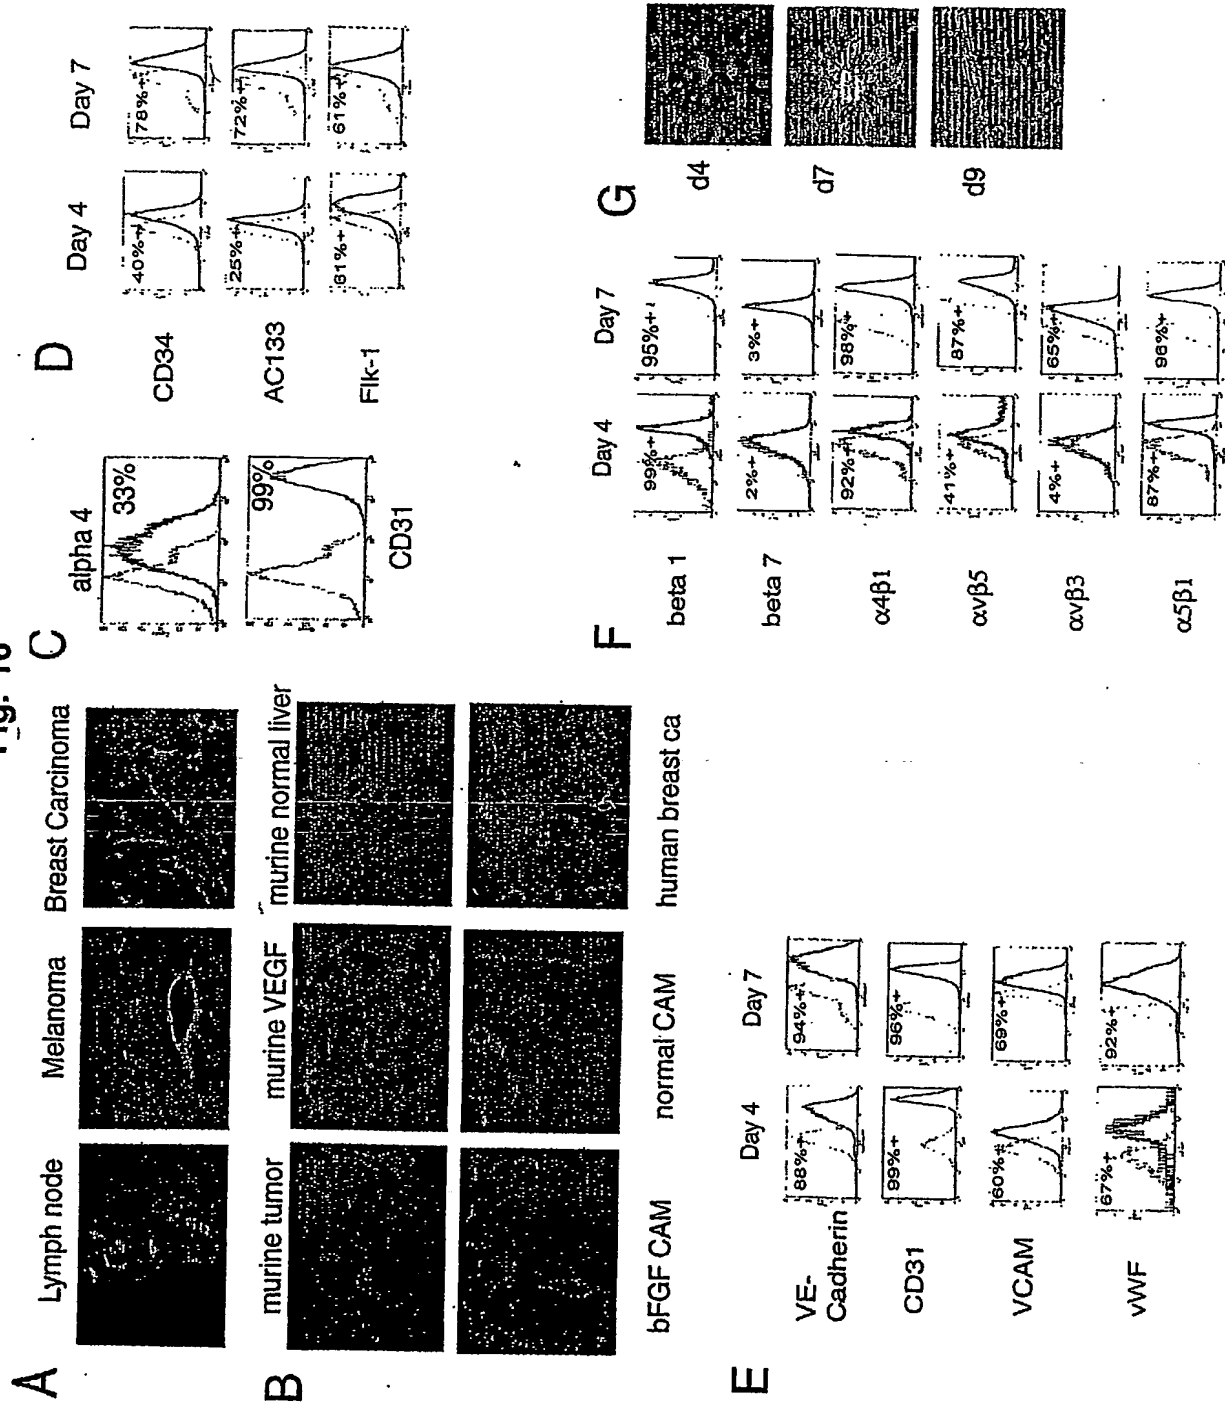 Fig. 10
A
Lymph node
Melanoma
Breast Carcinoma
B
murine tumor
murine VEGF
murine normal liver
bFGF CAM
normal CAM
human breast ca
C
alpha 4
33%
99%
CD31
D
Day 4
Day 7
CD34
40%+
78%+
AC133
25%+
72%+
Flk-1
61%+
E
Day 4
Day 7
VE-
Cadherin
88%+
94%+
CD31
99%+
96%+
VCAM
60%+
69%+
vWF
67%+
92%+
F
Day 4
Day 7
beta 1
99%+
95%+
beta 7
2%+
3%+
α4β1
92%+
98%+
αvβ5
41%+
87%+
αvβ3
4%+
65%+
α5β1
87%+
96%+
G
d4
d7
d9